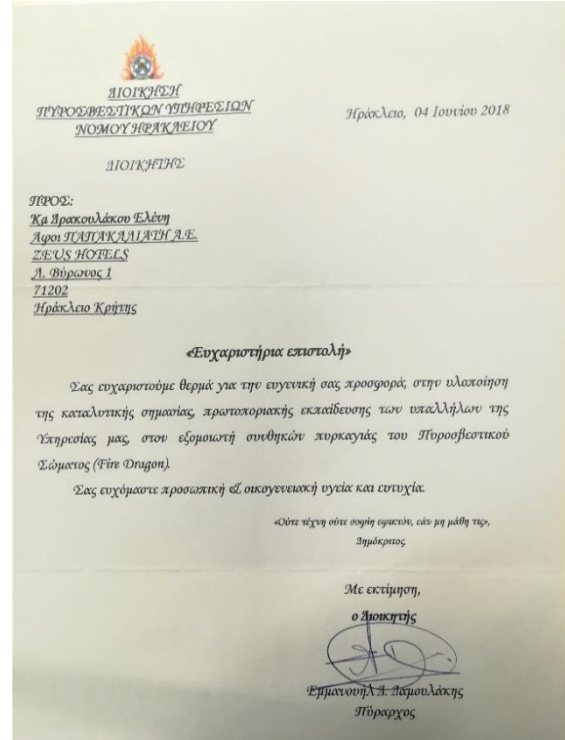 ΔΙΟΙΚΗΣΗ
ΠΥΡΟΣΒΕΣΤΙΚΩΝ ΥΠΗΡΕΣΙΩΝ
ΝΟΜΟΥ ΗΡΑΚΛΕΙΟΥ
Ηράκλειο, 04 Ιουνίου 2018
ΔΙΟΙΚΗΤΗΣ
ΠΡΟΣ:
Κα Δρακουλάκου Ελένη
Αφοι ΠΑΠΑΚΑΛΙΑΤΗ Α.Ε.
ZEUS HOTELS
Λ. Βύρωνος 1
71202
Ηράκλειο Κρήτης
«Ευχαριστήρια επιστολή»
Σας ευχαριστούμε θερμά για την ευγενική σας προσφορά, στην υλοποίηση
της καταλυτικής σημασίας, πρωτοποριακής εκπαίδευσης των υπαλλήλων της
Υπηρεσίας μας, στον εξομοιωτή συνθηκών πυρκαγιάς του Πυροσβεστικού
Σώματος (Fire Dragon).
Σας ευχόμαστε προσωπική & οικογενειακή υγεία και ευτυχία.
«Ούτε τέχνη ούτε σοφίη εφικτόν, εάν μη μάθη τις»,
Δημόκριτος
Με εκτίμηση,
ο Διοικητής
Εμμανουήλ Δ. Δαμουλάκης
Πύραρχος